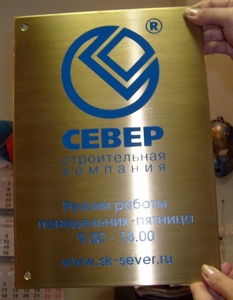 ®
СЕВЕР
строительная
компания
Режим работы
понедельник-пятница
9.00 - 18.00
www.sk-sever.ru